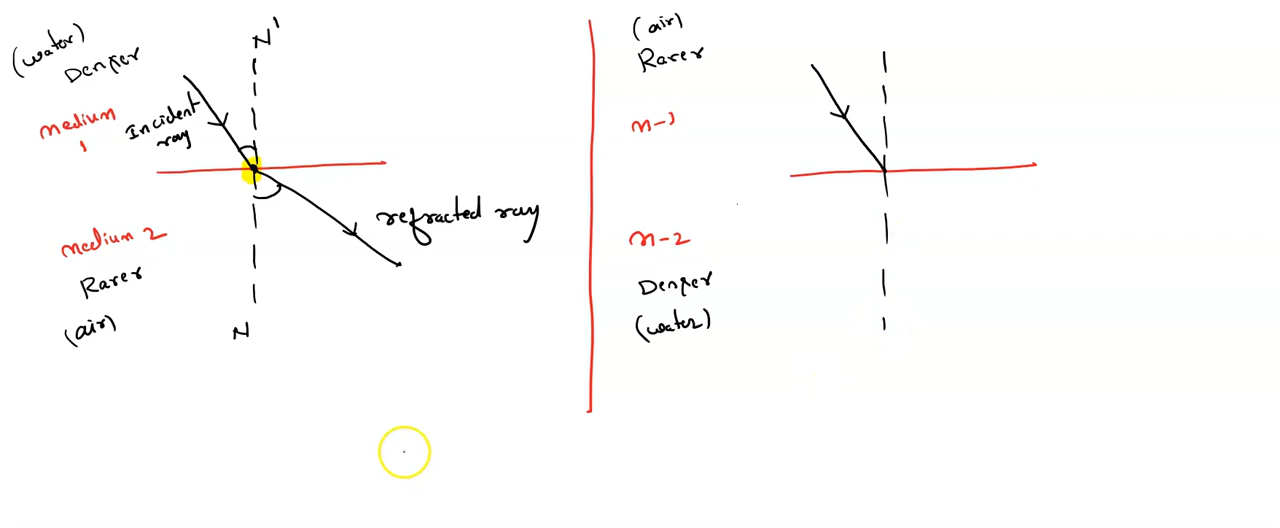 (water)
Denser
N'
medium
1
Incident
ray
refracted ray
medium 2
Rarer
(air)
N
(air)
Rarer
m-1
m-2
Denser
(water)